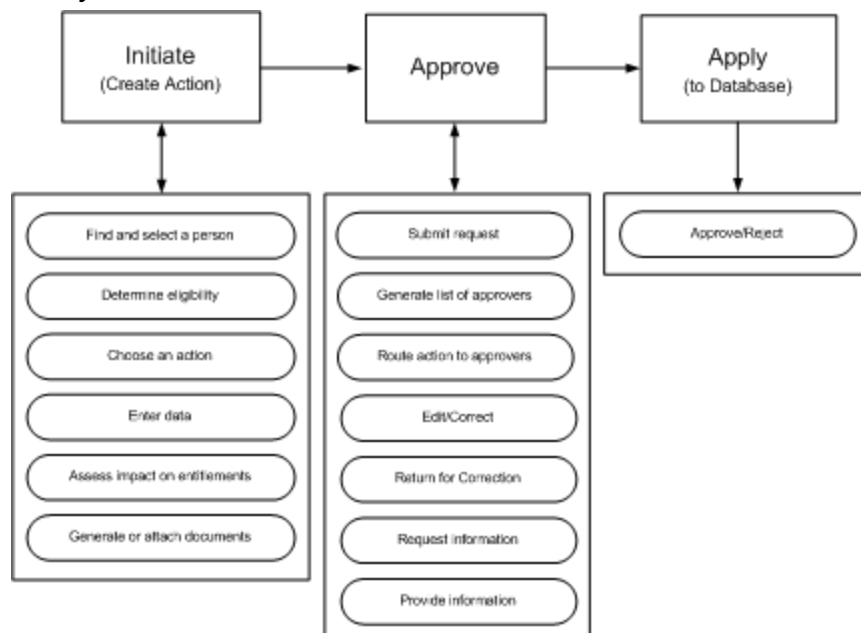 Initiate
(Create Action)
Approve
Apply
(to Database)
Find and select a person
Determine eligibility
Choose an action
Enter data
Assess impact on entitlements
Generate or attach documents
Submit request
Generate list of approvers
Route action to approvers
Edit/Correct
Return for Correction
Request information
Provide information
Approve/Reject